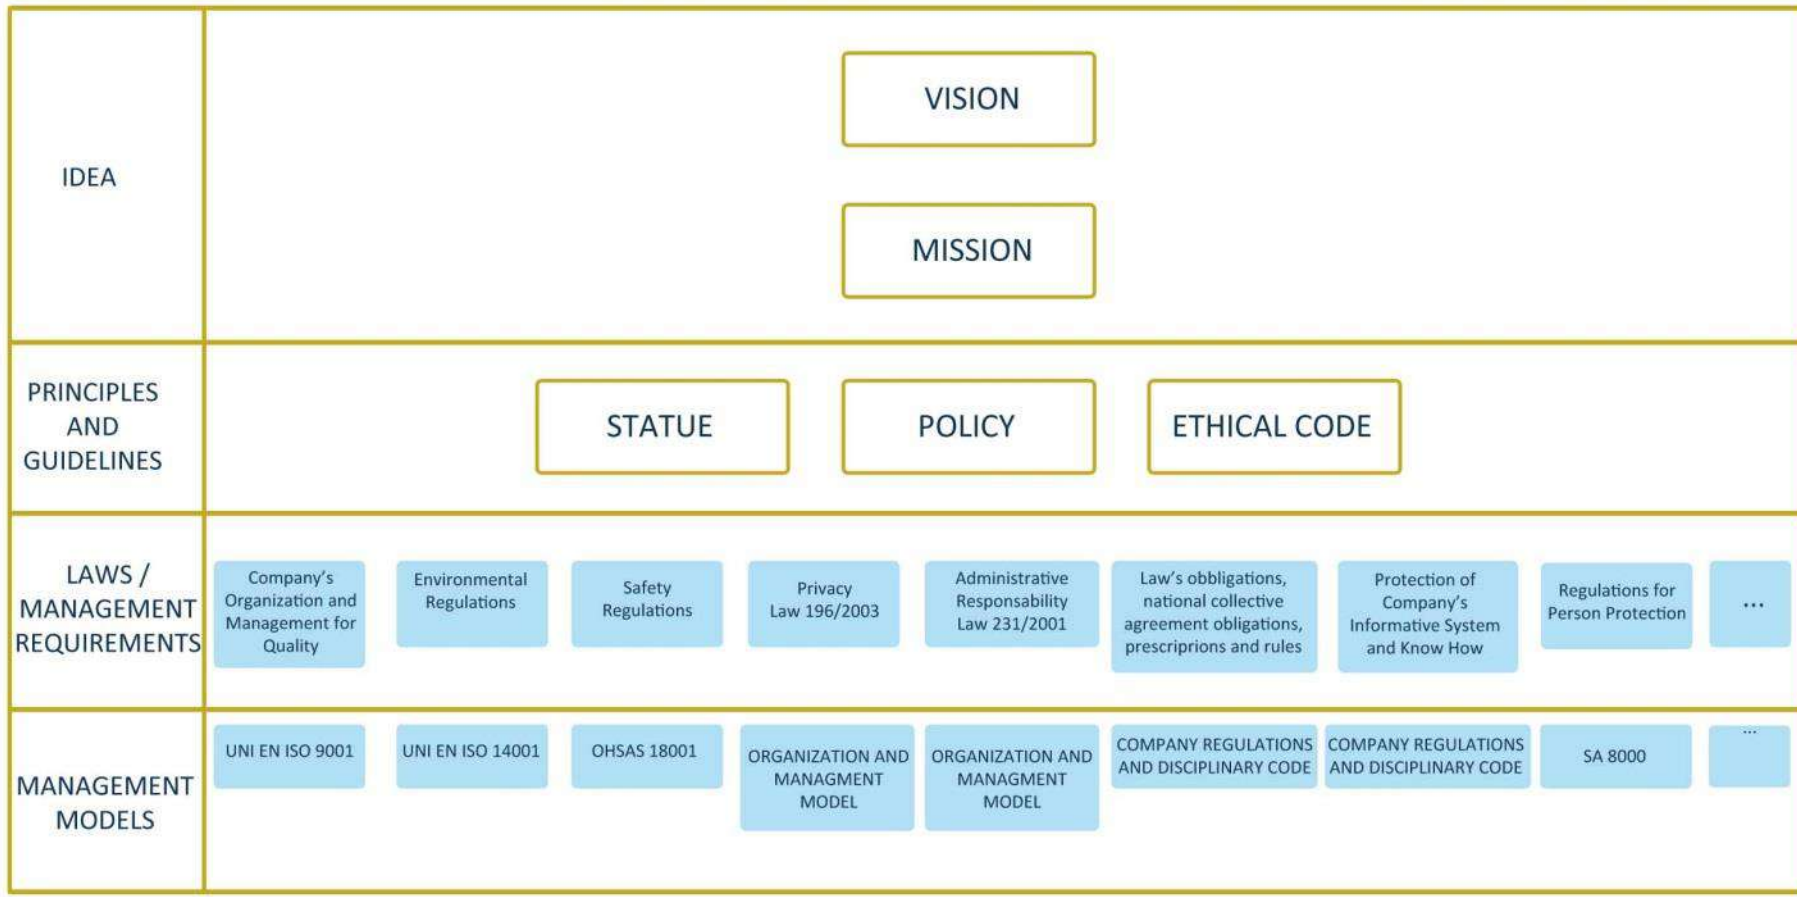 IDEA
VISION
MISSION
PRINCIPLES
AND
GUIDELINES
STATUE
POLICY
ETHICAL CODE
LAWS /
MANAGEMENT
REQUIREMENTS
Company's
Organization and
Management for
Quality
Environmental
Regulations
Safety
Regulations
Privacy
Law 196/2003
Administrative
Responsability
Law 231/2001
Law's obbligations,
national collective
agreement obligations,
prescriprions and rules
Protection of
Company's
Informative System
and Know How
Regulations for
Person Protection
...
MANAGEMENT
MODELS
UNI EN ISO 9001
UNI EN ISO 14001
OHSAS 18001
ORGANIZATION AND
MANAGMENT
MODEL
ORGANIZATION AND
MANAGMENT
MODEL
COMPANY REGULATIONS
AND DISCIPLINARY CODE
COMPANY REGULATIONS
AND DISCIPLINARY CODE
SA 8000
...